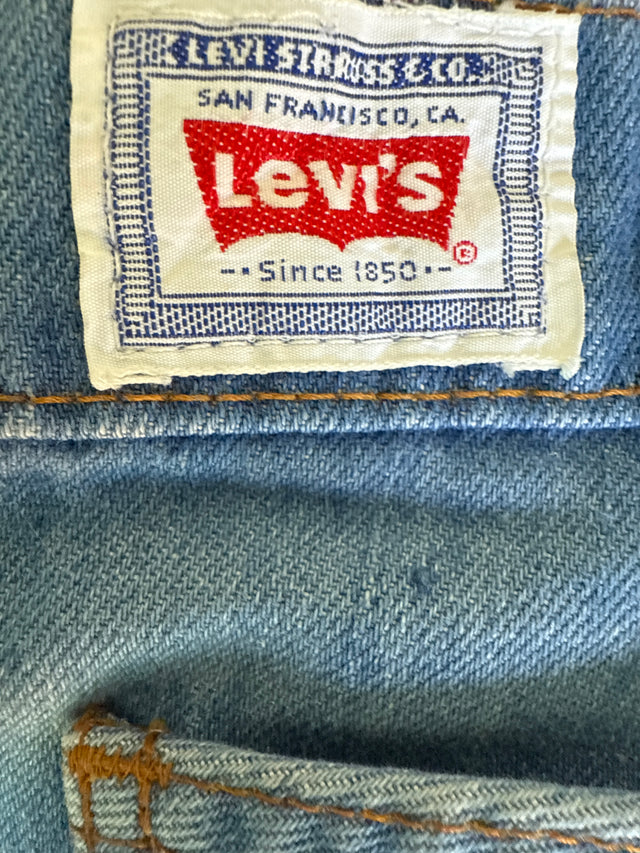 LEVI STRAUSS & CO.
SAN FRANCISCO, CA.
Levi's
®
-• Since 1850 •-